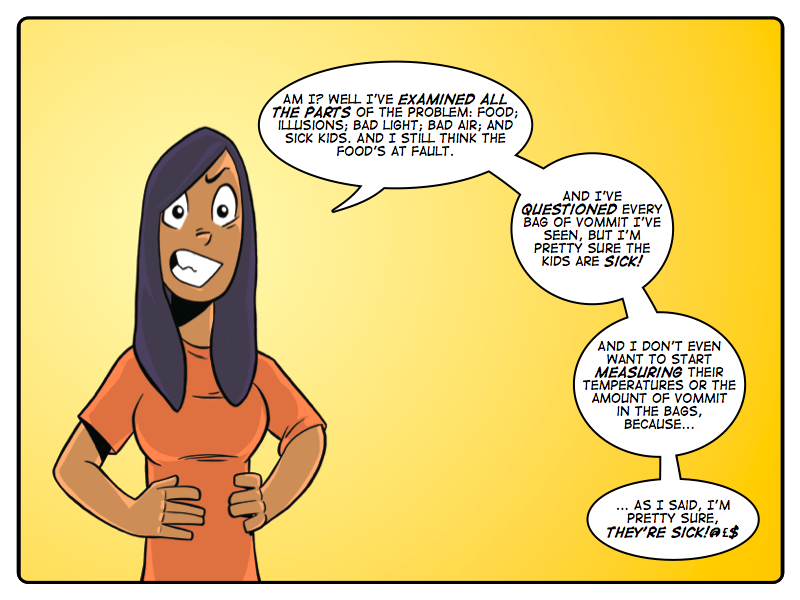 AM I? WELL I'VE EXAMINED ALL
THE PARTS OF THE PROBLEM: FOOD;
ILLUSIONS; BAD LIGHT; BAD AIR; AND
SICK KIDS. AND I STILL THINK THE
FOOD'S AT FAULT.
AND I'VE
QUESTIONED EVERY
BAG OF VOMMIT I'VE
SEEN, BUT I'M
PRETTY SURE THE
KIDS ARE SICK!
AND I DON'T EVEN
WANT TO START
MEASURING THEIR
TEMPERATURES OR THE
AMOUNT OF VOMMIT
IN THE BAGS,
BECAUSE...
... AS I SAID, I'M
PRETTY SURE,
THEY'RE SICK!@£$